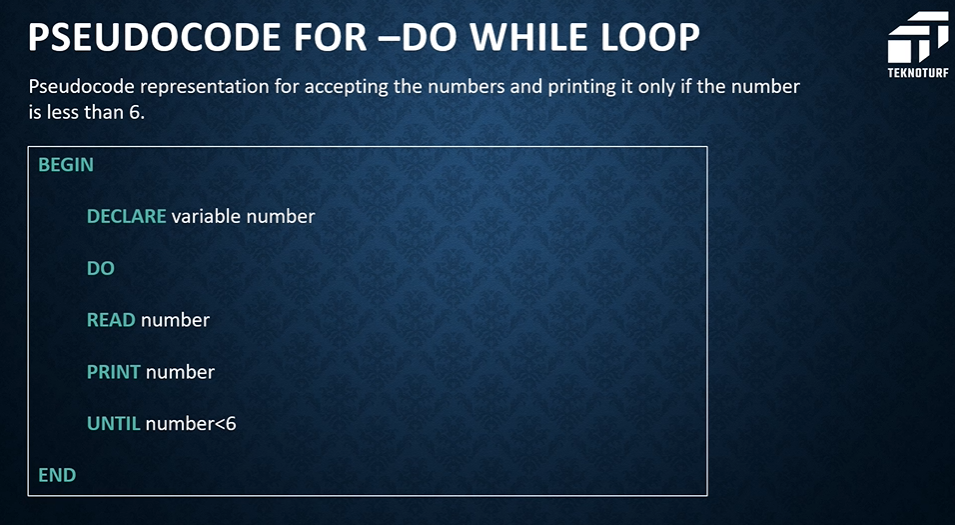 PSEUDOCODE FOR –DO WHILE LOOP
TEKNOTURF
Pseudocode representation for accepting the numbers and printing it only if the number
is less than 6.
BEGIN
DECLARE variable number
DO
READ number
PRINT number
UNTIL number<6
END